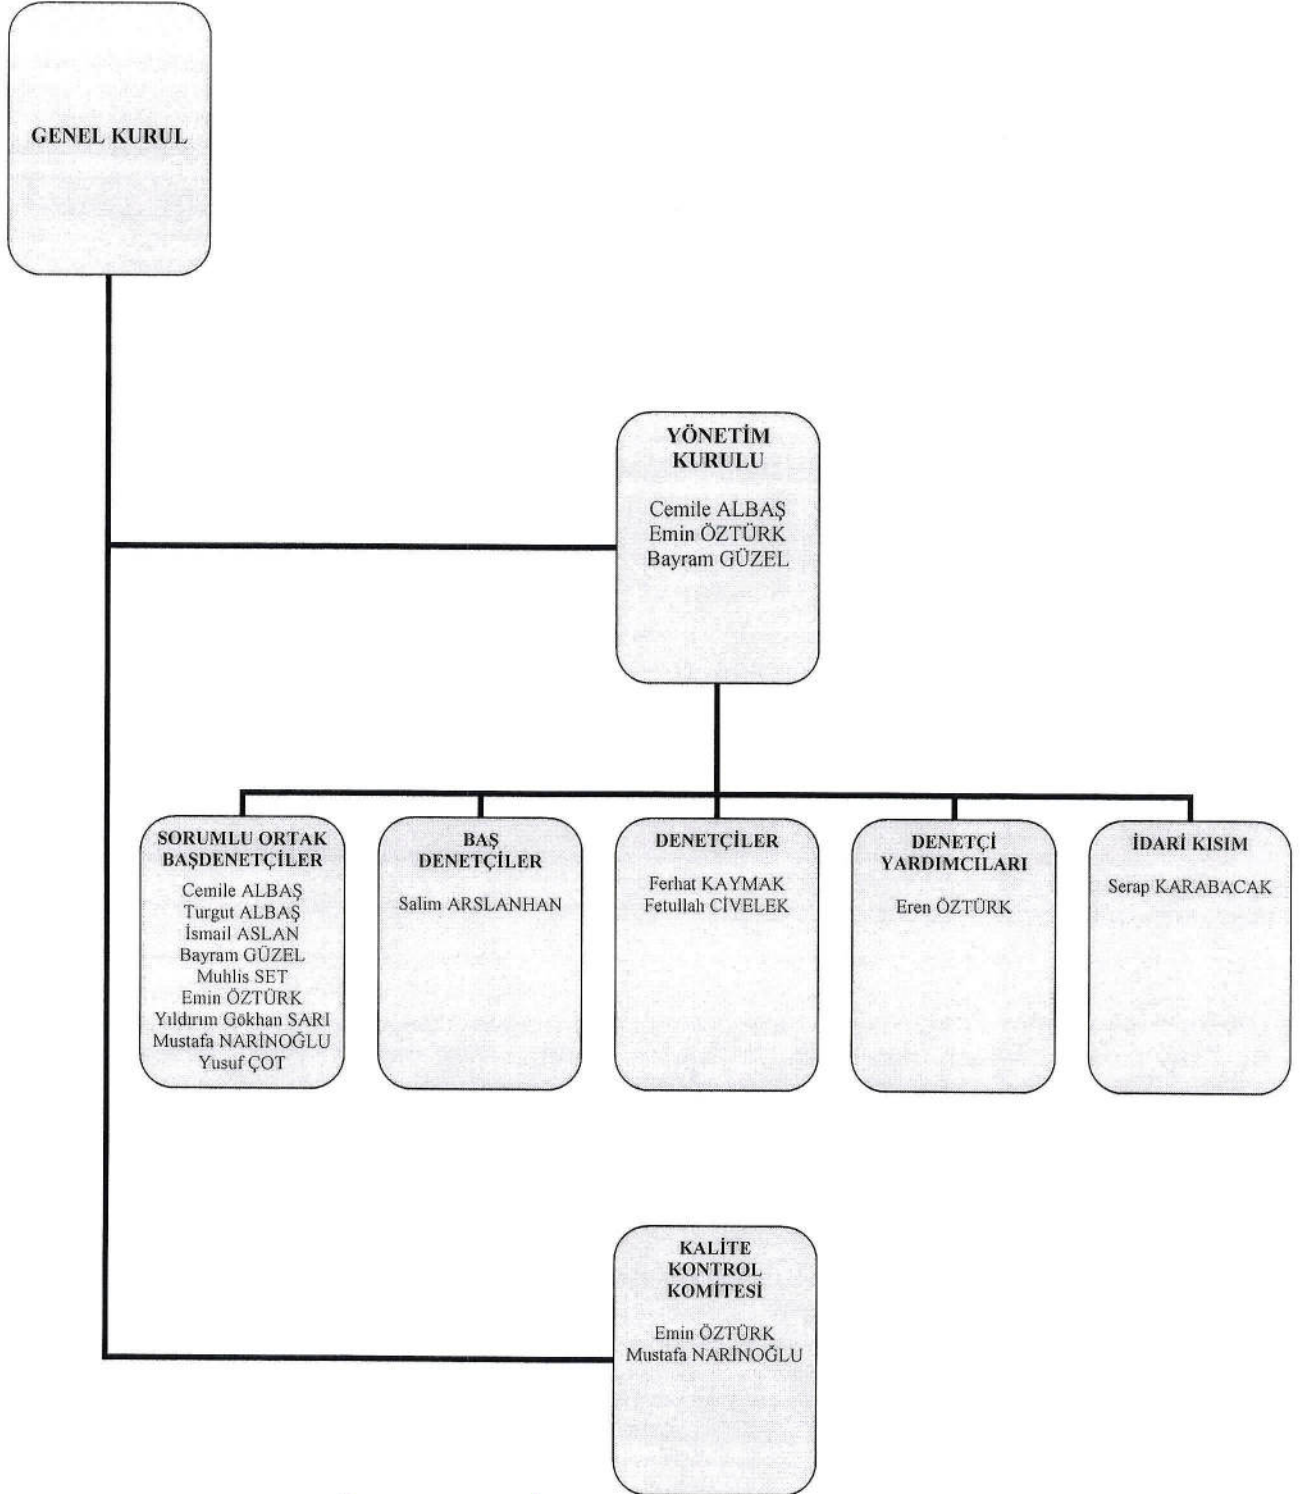 GENEL KURUL
YÖNETİM
KURULU
Cemile ALBAŞ
Emin ÖZTÜRK
Bayram GÜZEL
SORUMLU ORTAK
BAŞDENETÇİLER
Cemile ALBAŞ
Turgut ALBAŞ
İsmail ASLAN
Bayram GÜZEL
Muhlis SET
Emin ÖZTÜRK
Yıldırım Gökhan SARI
Mustafa NARİNOĞLU
Yusuf ÇOT
BAŞ
DENETÇİLER
Salim ARSLANHAN
DENETÇİLER
Ferhat KAYMAK
Fetullah CİVELEK
DENETÇİ
YARDIMCILARI
Eren ÖZTÜRK
İDARİ KISIM
Serap KARABACAK
KALİTE
KONTROL
KOMİTESİ
Emin ÖZTÜRK
Mustafa NARİNOĞLU